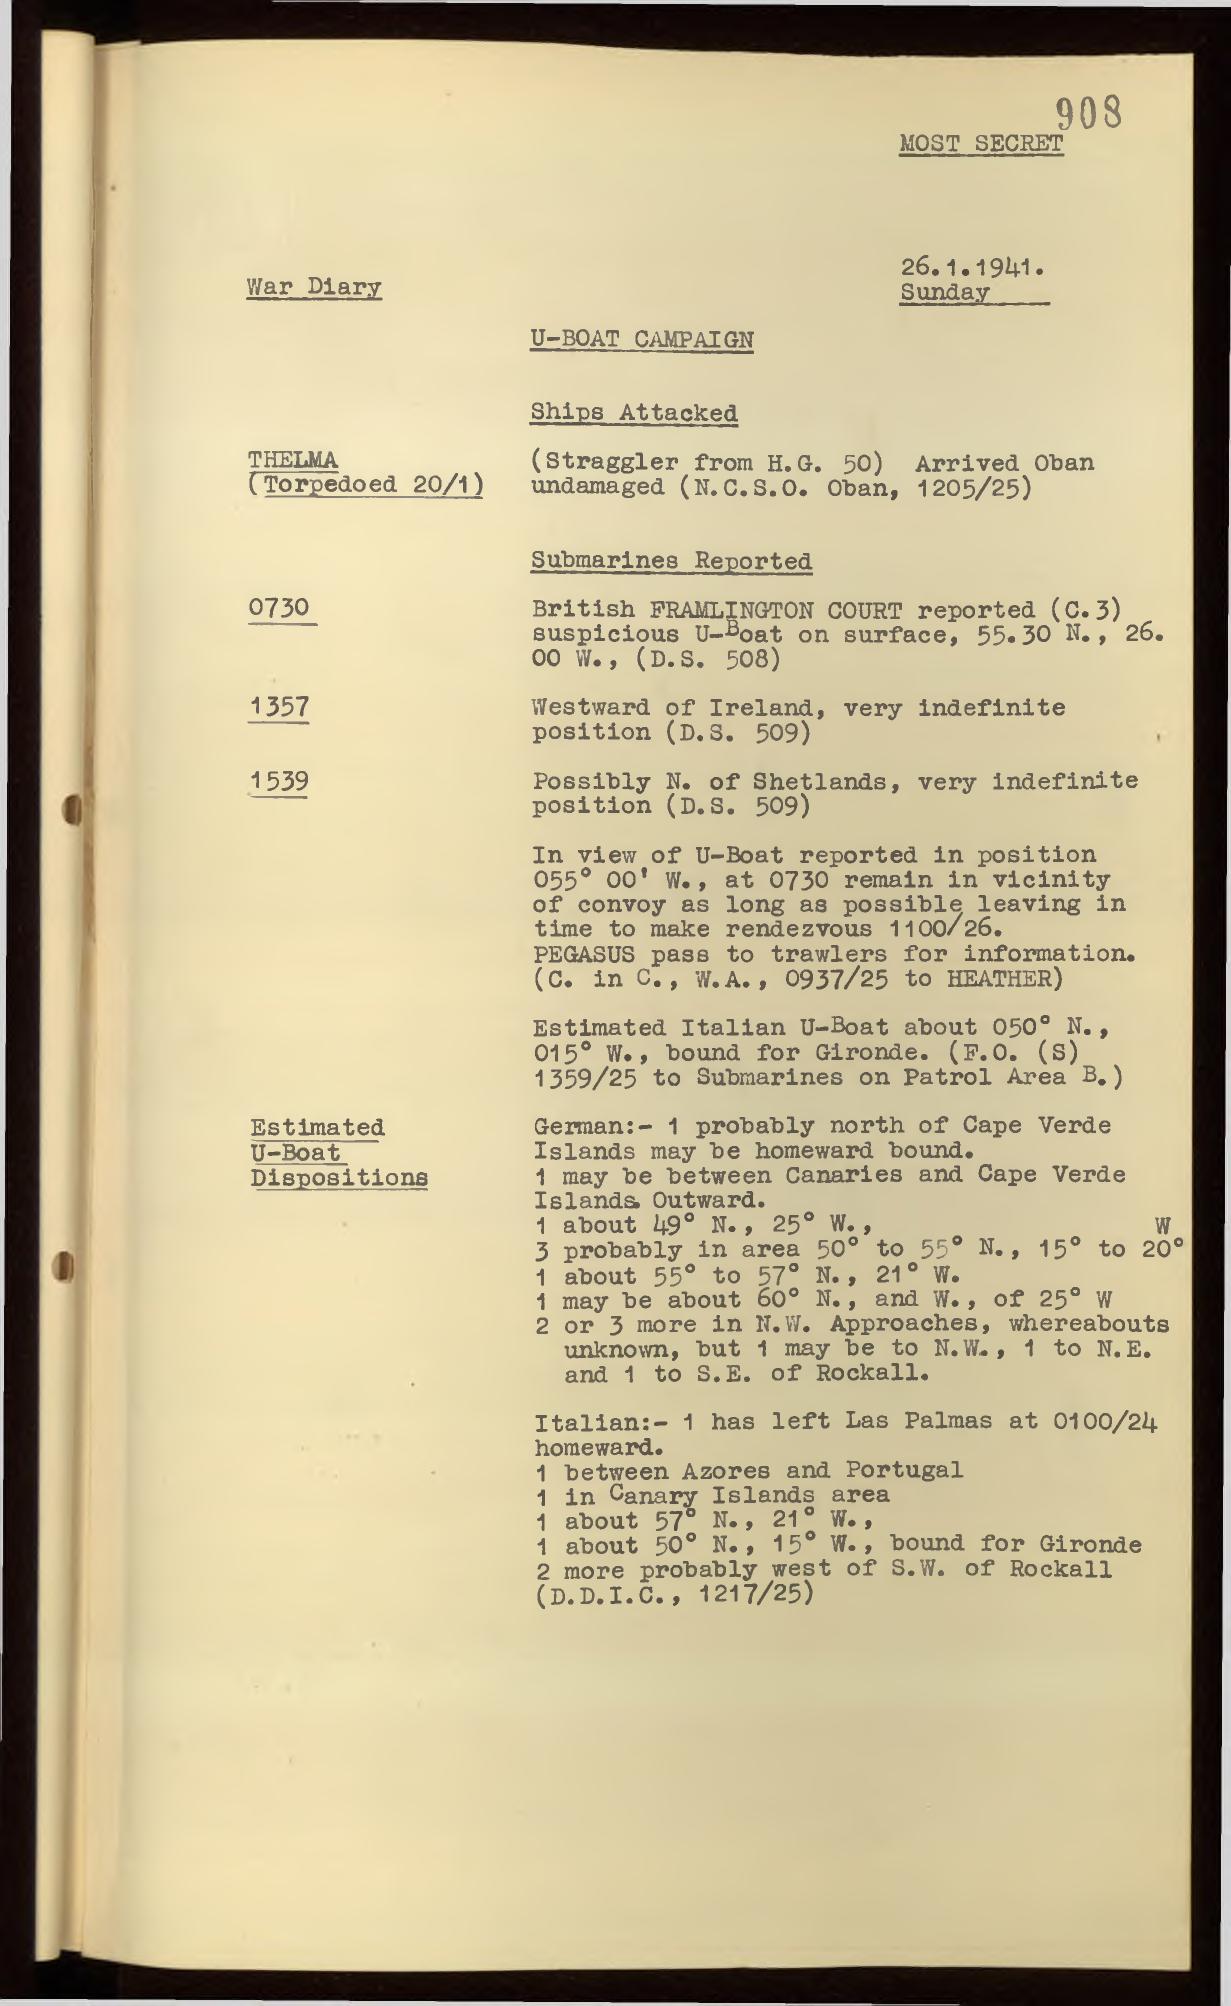 908
MOST SECRET
26.1.1941.
War Diary
Sunday
U-BOAT CAMPAIGN
Ships Attacked
THELMA
(Torpedoed 20/1)
(Straggler from H.G. 50) Arrived Oban
undamaged (N.C.S.O. Oban, 1205/25)
Submarines Reported
0730
British FRAMLINGTON COURT reported (C.3)
suspicious U-Boat on surface, 55.30 N., 26.
00 W., (D.S. 508)
1357
Westward of Ireland, very indefinite
position (D.S. 509)
1539
Possibly N. of Shetlands, very indefinite
position (D.S. 509)
In view of U-Boat reported in position
055° 00' W., at 0730 remain in vicinity
of convoy as long as possible leaving in
time to make rendezvous 1100/26.
PEGASUS pass to trawlers for information.
(C. in C., W.A., 0937/25 to HEATHER)
Estimated Italian U-Boat about 050° N.,
015° W., bound for Gironde. (F.O. (S)
1359/25 to Submarines on Patrol Area B.)
Estimated
U-Boat
Dispositions
German:- 1 probably north of Cape Verde
Islands may be homeward bound.
1 may be between Canaries and Cape Verde
Islands. Outward.
1 about 49° N., 25° W.,
W
3 probably in area 50° to 55° N., 15° to 20°
1 about 55° to 57° N., 21° W.
1 may be about 60° N., and W., of 25° W
2 or 3 more in N.W. Approaches, whereabouts
unknown, but 1 may be to N.W., 1 to N.E.
and 1 to S.E. of Rockall.
Italian:- 1 has left Las Palmas at 0100/24
homeward.
1 between Azores and Portugal
1 in Canary Islands area
1 about 57° N., 21° W.,
1 about 50° N., 15° W., bound for Gironde
2 more probably west of S.W. of Rockall
(D.D.I.C., 1217/25)